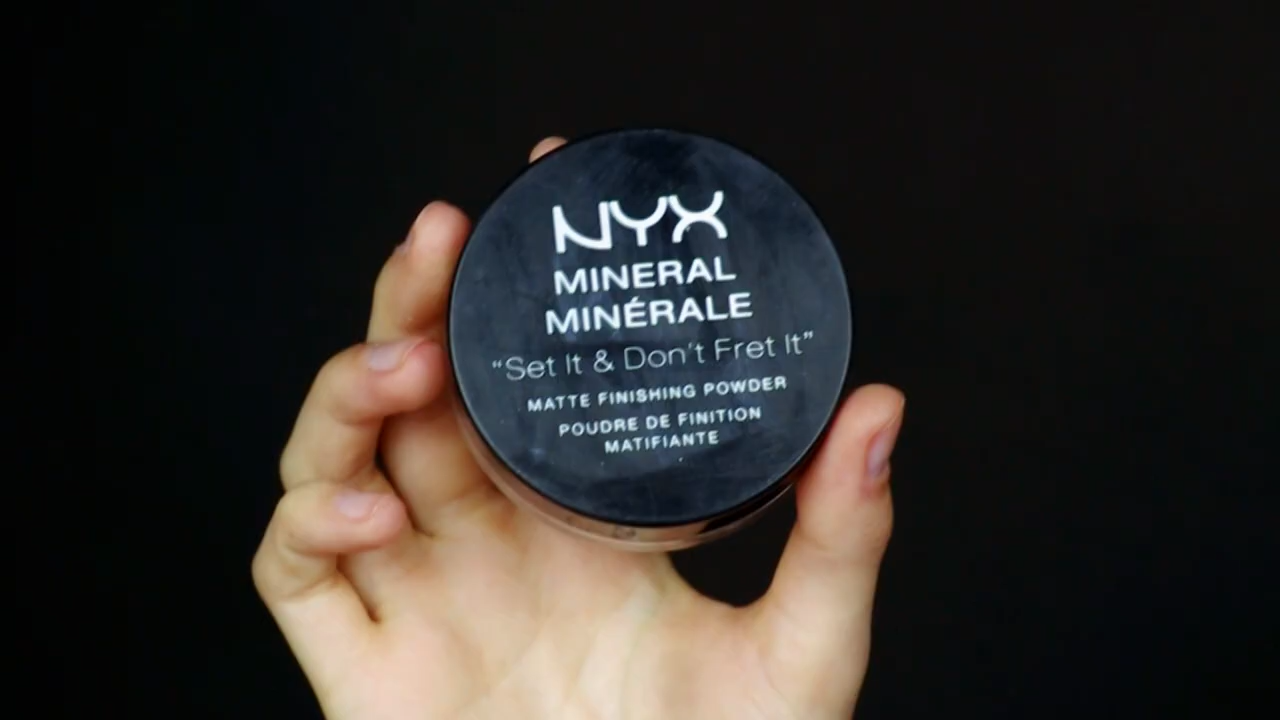 NYX
MINERAL
MINÉRALE
“Set It & Don't Fret It”
MATTE FINISHING POWDER
POUDRE DE FINITION
MATIFIANTE